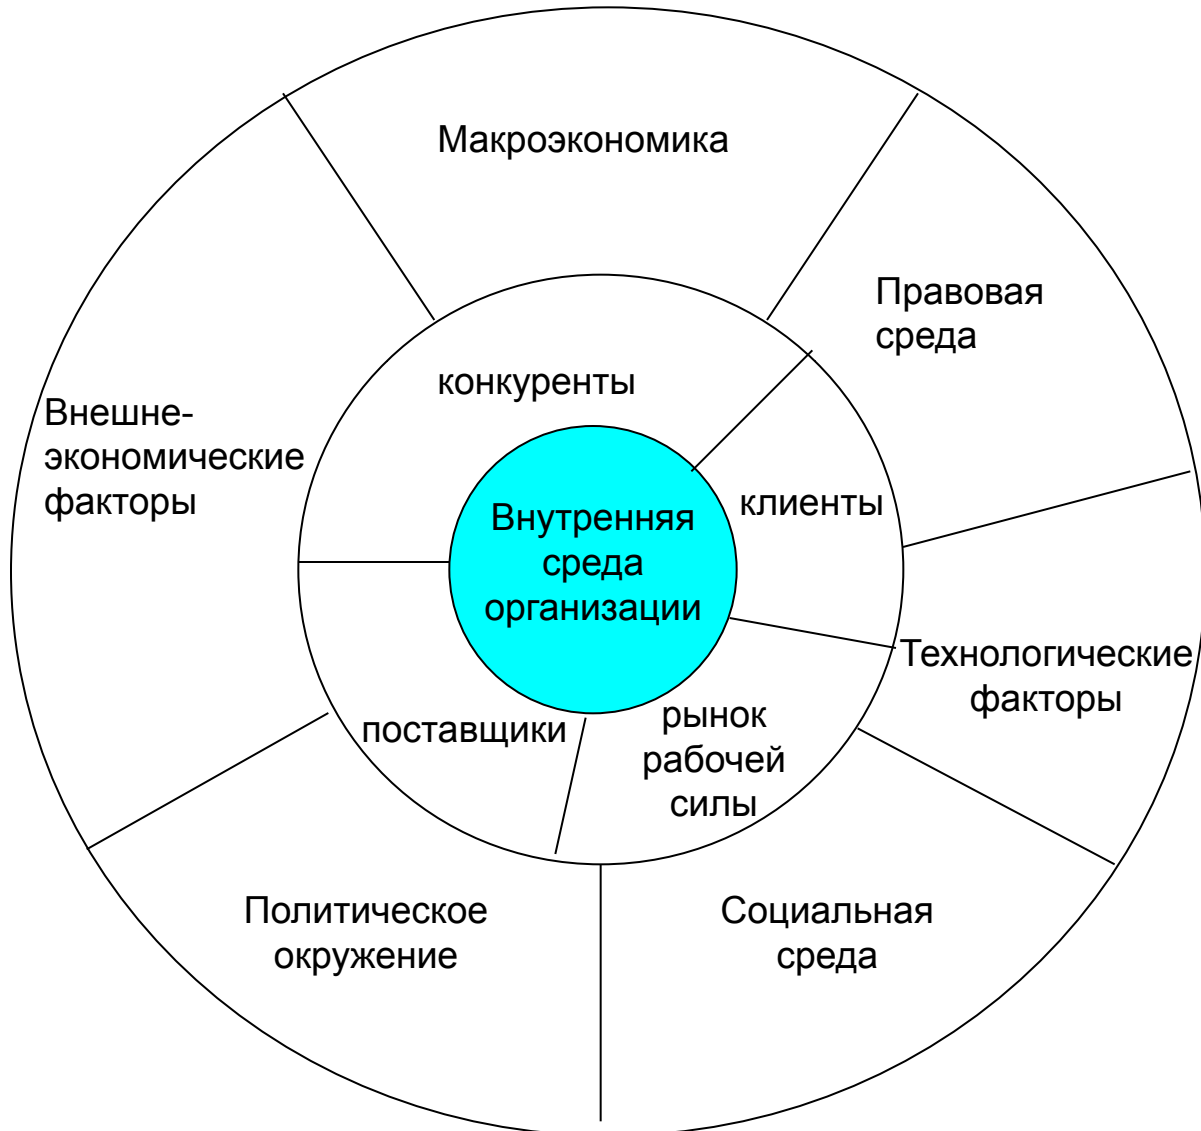 Макроэкономика
Правовая
среда
конкуренты
Внешне-
экономические
факторы
клиенты
Внутренняя
среда
организации
Технологические
факторы
поставщики
рынок
рабочей
силы
Политическое
окружение
Социальная
среда